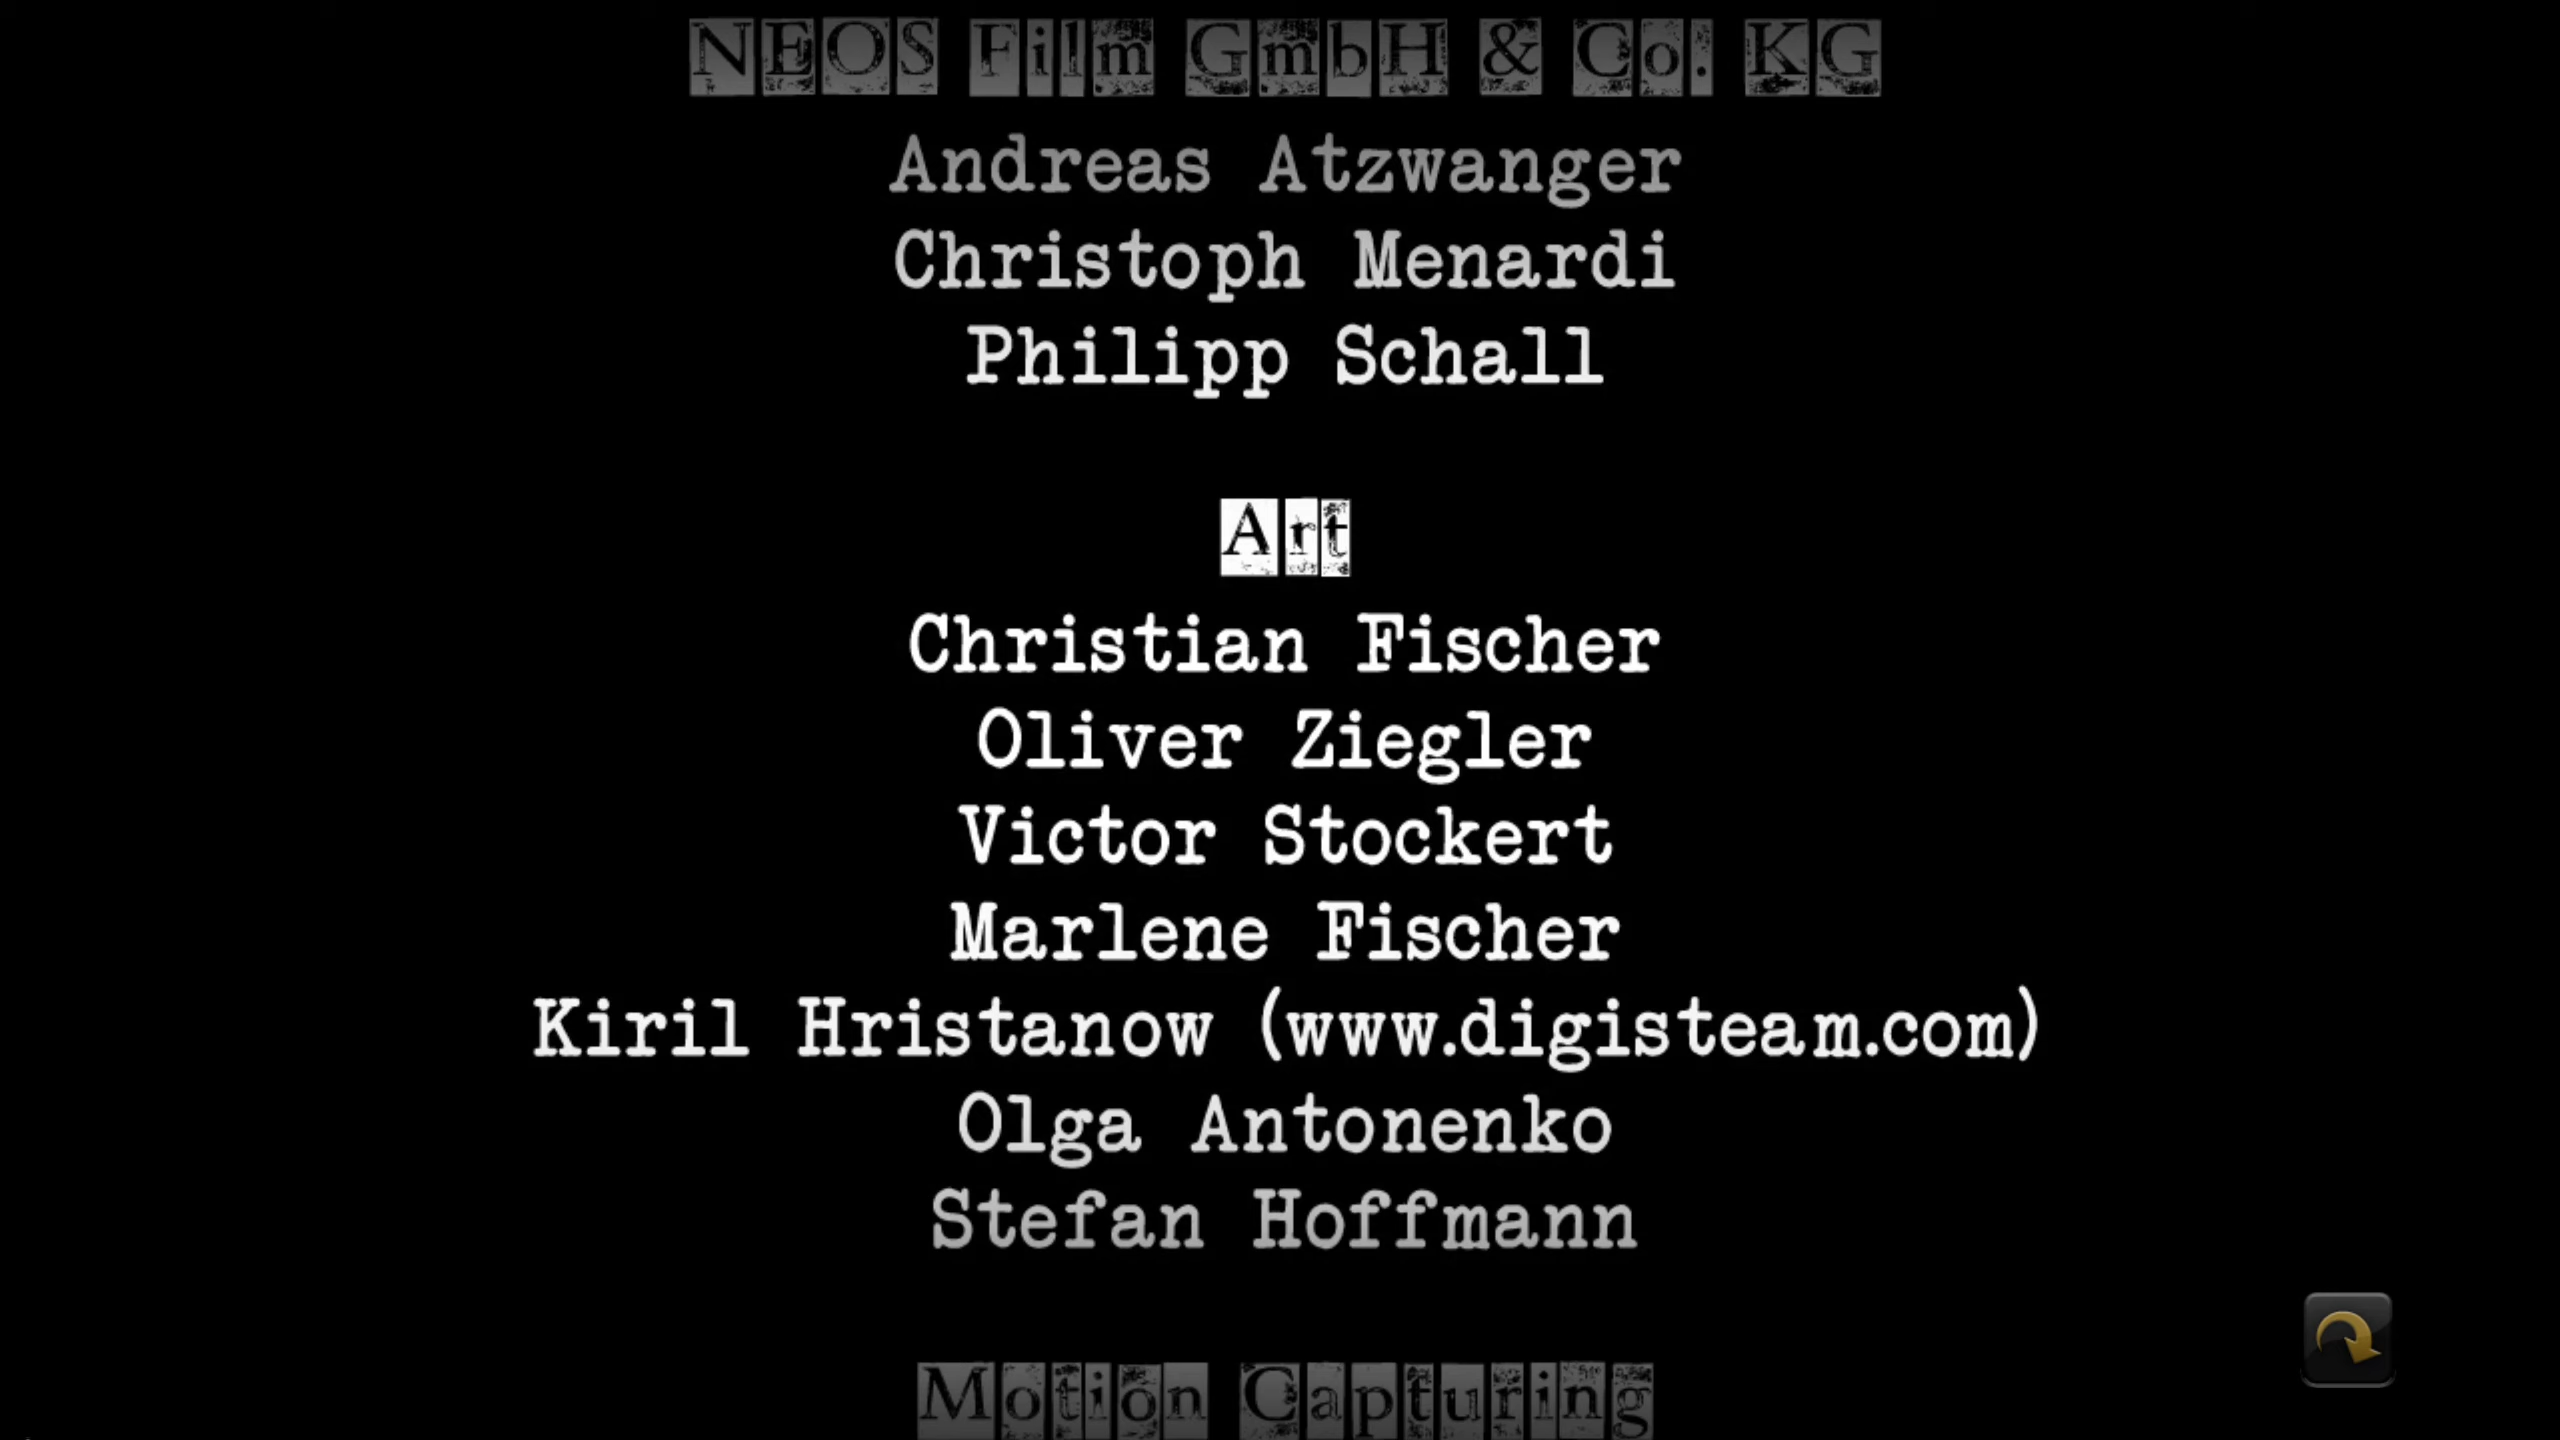 NEOS Film GmbH & Co. KG
Andreas Atzwanger
Christoph Menardi
Philipp Schall
Art
Christian Fischer
Oliver Ziegler
Victor Stockert
Marlene Fischer
Kiril Hristanow (www.digisteam.com)
Olga Antonenko
Stefan Hoffmann
Motion Capturing